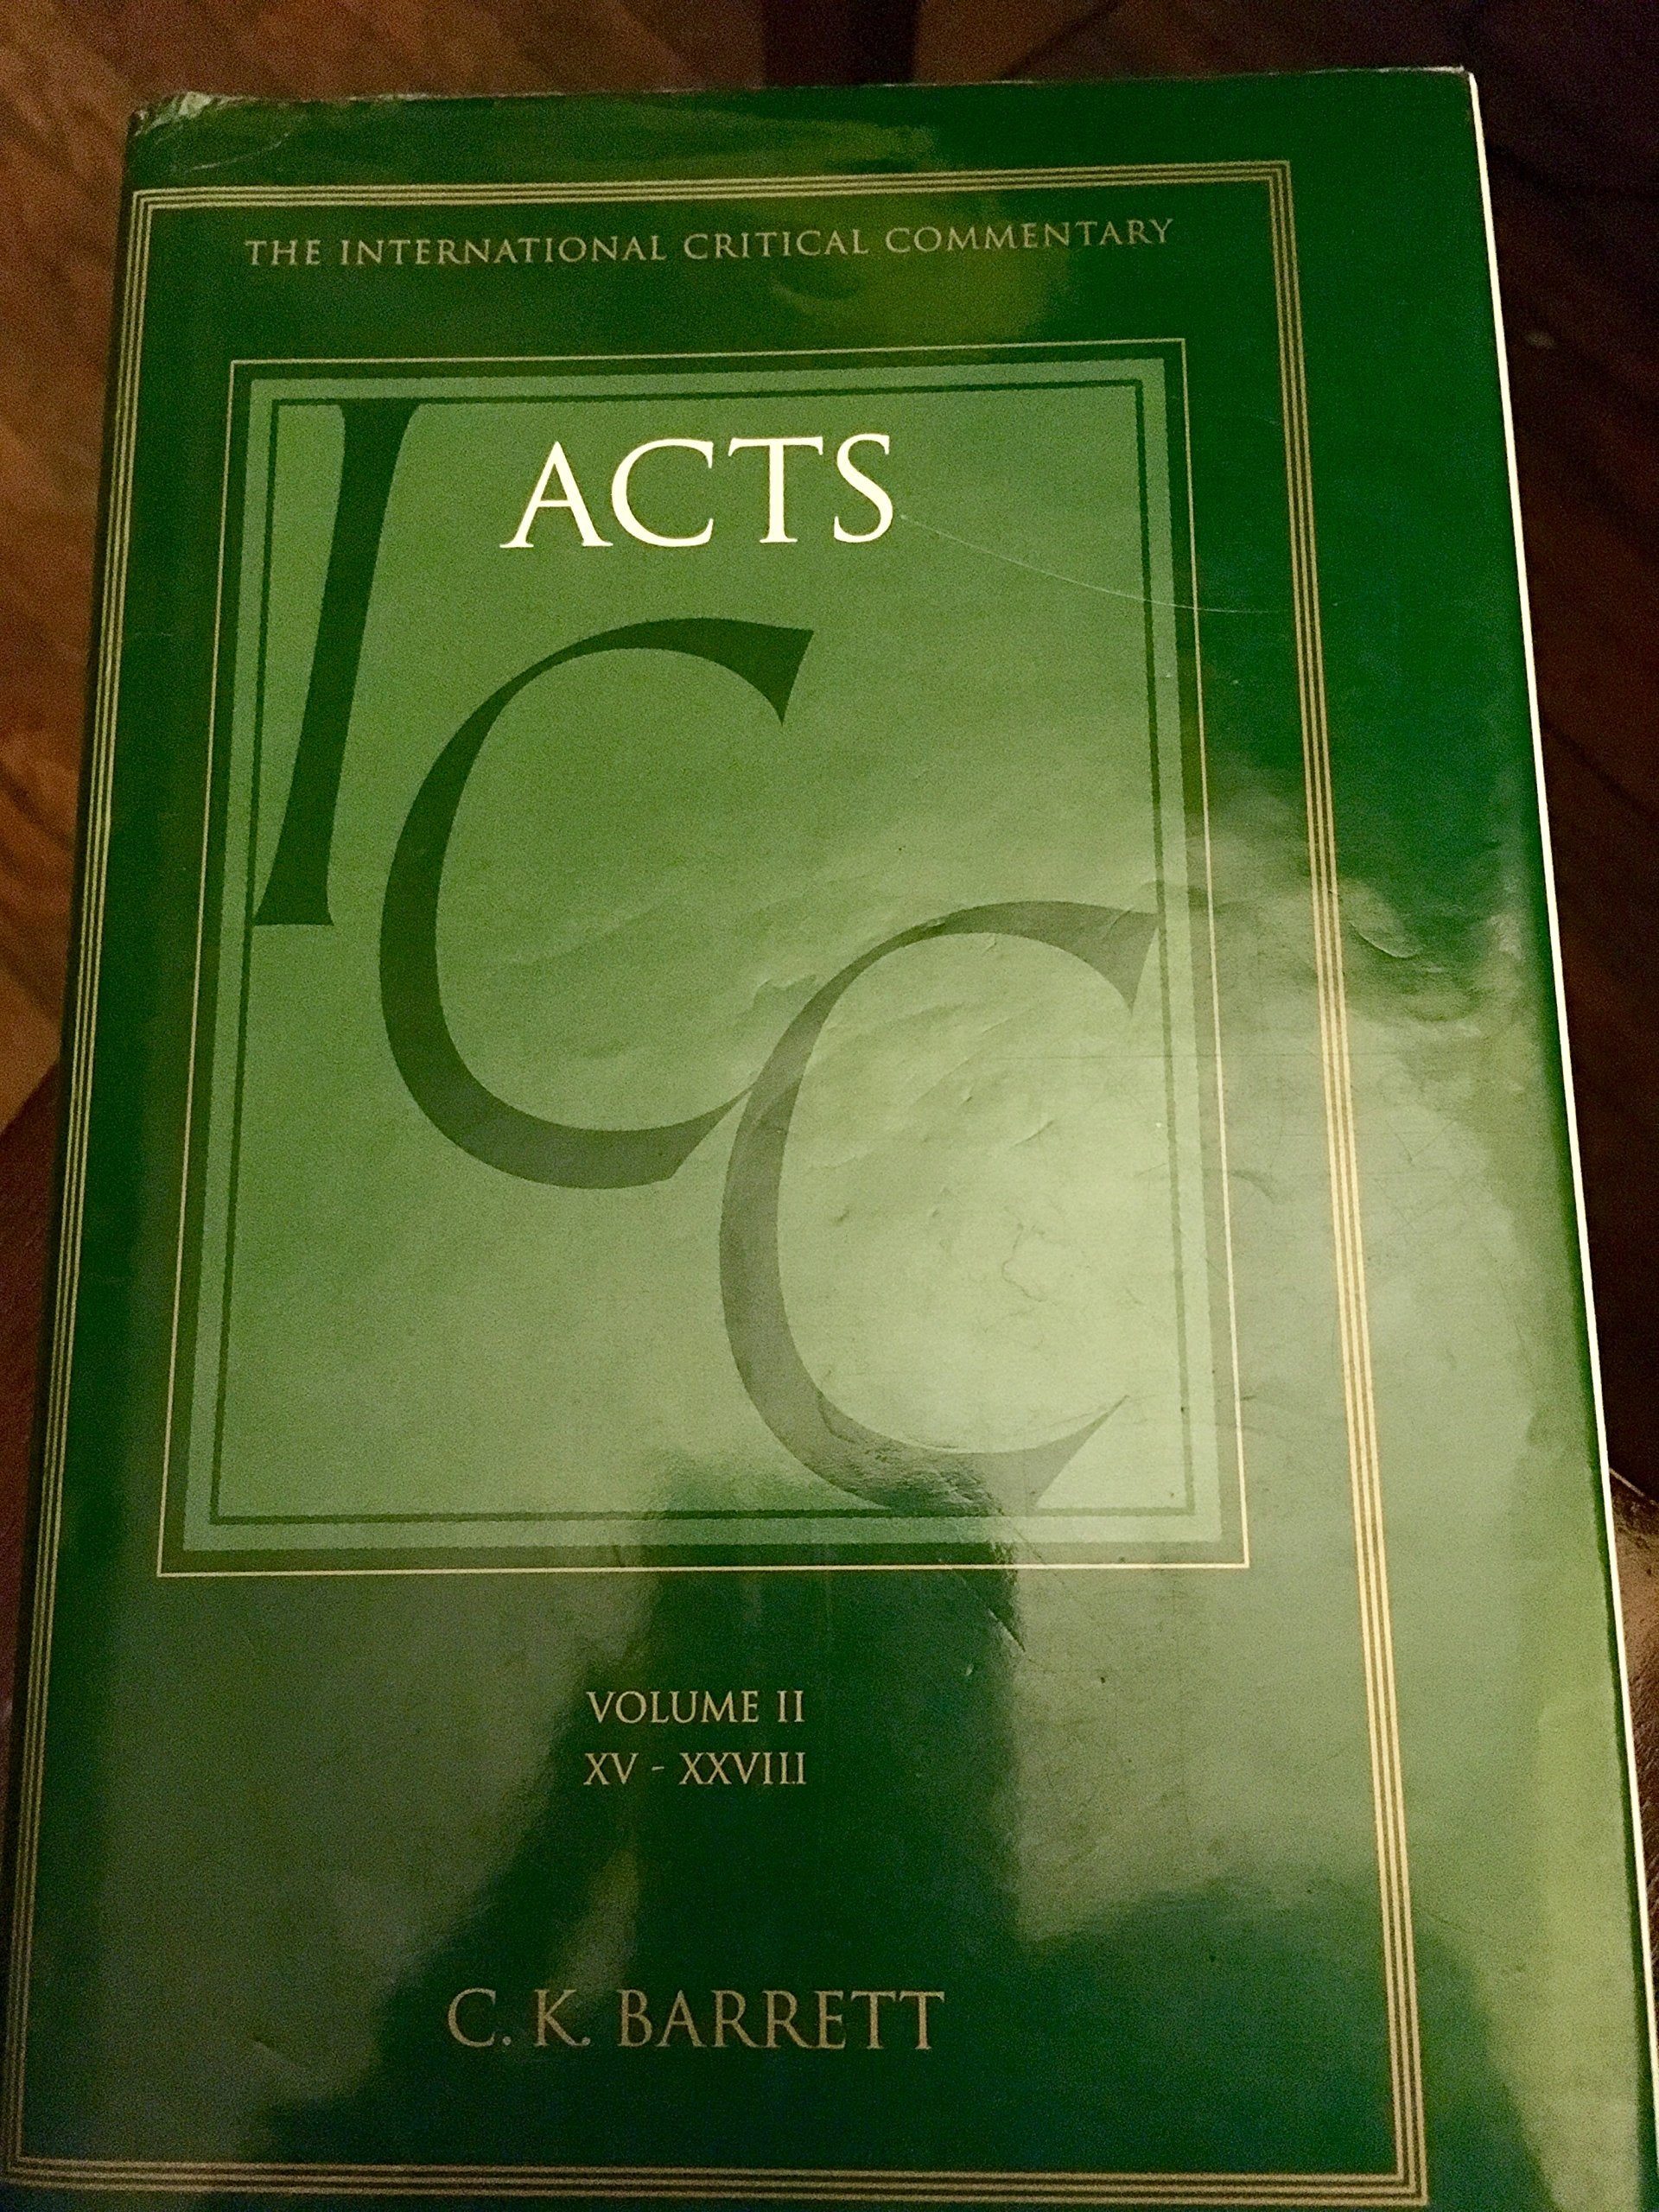 THE INTERNATIONAL CRITICAL COMMENTARY
ACTS
ICC
VOLUME II
XV - XXVIII
C. K. BARRETT